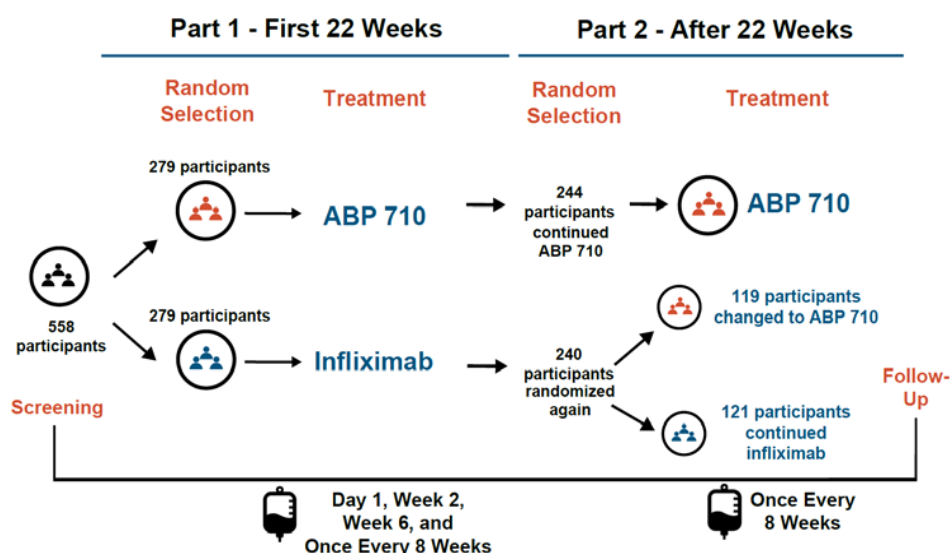 Part 1 - First 22 Weeks
Part 2 - After 22 Weeks
Random
Selection
Treatment
Random
Selection
Treatment
279 participants
ABP 710
244
participants
continued
ABP 710
ABP 710
558
participants
279 participants
Infliximab
240
participants
randomized
again
119 participants
changed to ABP 710
121 participants
continued
infliximab
Screening
Follow-
Up
Day 1, Week 2,
Week 6, and
Once Every 8 Weeks
Once Every
8 Weeks